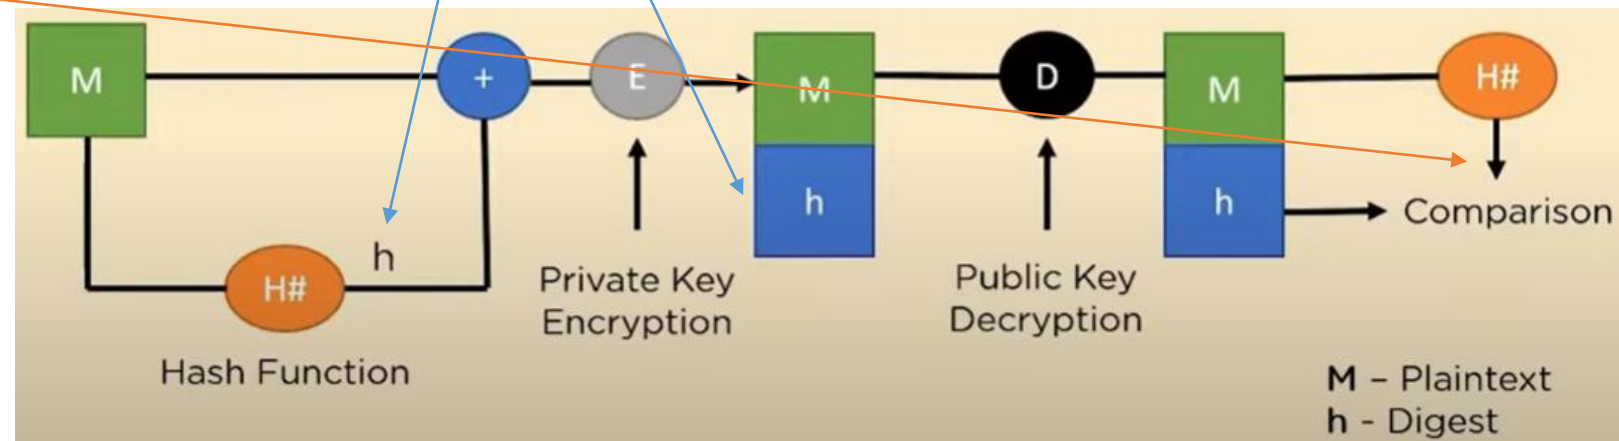 M
+
E
M
D
M
H#
h
h
Comparison
h
H#
Private Key
Encryption
Public Key
Decryption
Hash Function
M – Plaintext
h - Digest